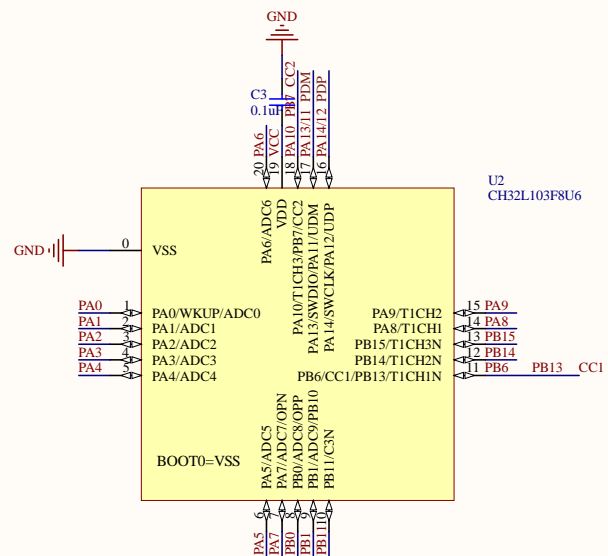 GND
C3
0.1uF
PA6
VCC
PA10 PB7 CC2
PA13/11 PDM
PA14/12 PDP
20
19
18
17
16
PA6/ADC6
VDD
PA10/T1CH3/PB7/CC2
PA13/SWDIO/PA11/UDM
PA14/SWCLK/PA12/UDP
U2
CH32L103F8U6
GND
0
VSS
PA0 1 PA0/WKUP/ADC0
PA1 2 PA1/ADC1
PA2 3 PA2/ADC2
PA3 4 PA3/ADC3
PA4 5 PA4/ADC4
PA9/T1CH2 15 PA9
PA8/T1CH1 14 PA8
PB15/T1CH3N 13 PB15
PB14/T1CH2N 12 PB14
PB6/CC1/PB13/T1CH1N 11 PB6 PB13 CC1
BOOT0=VSS
PA5/ADC5
PA7/ADC7/OPN
PB0/ADC8/OPP
PB1/ADC9/PB10
PB11/C3N
6
7
8
9
10
PA5
PA7
PB0
PB1
PB11